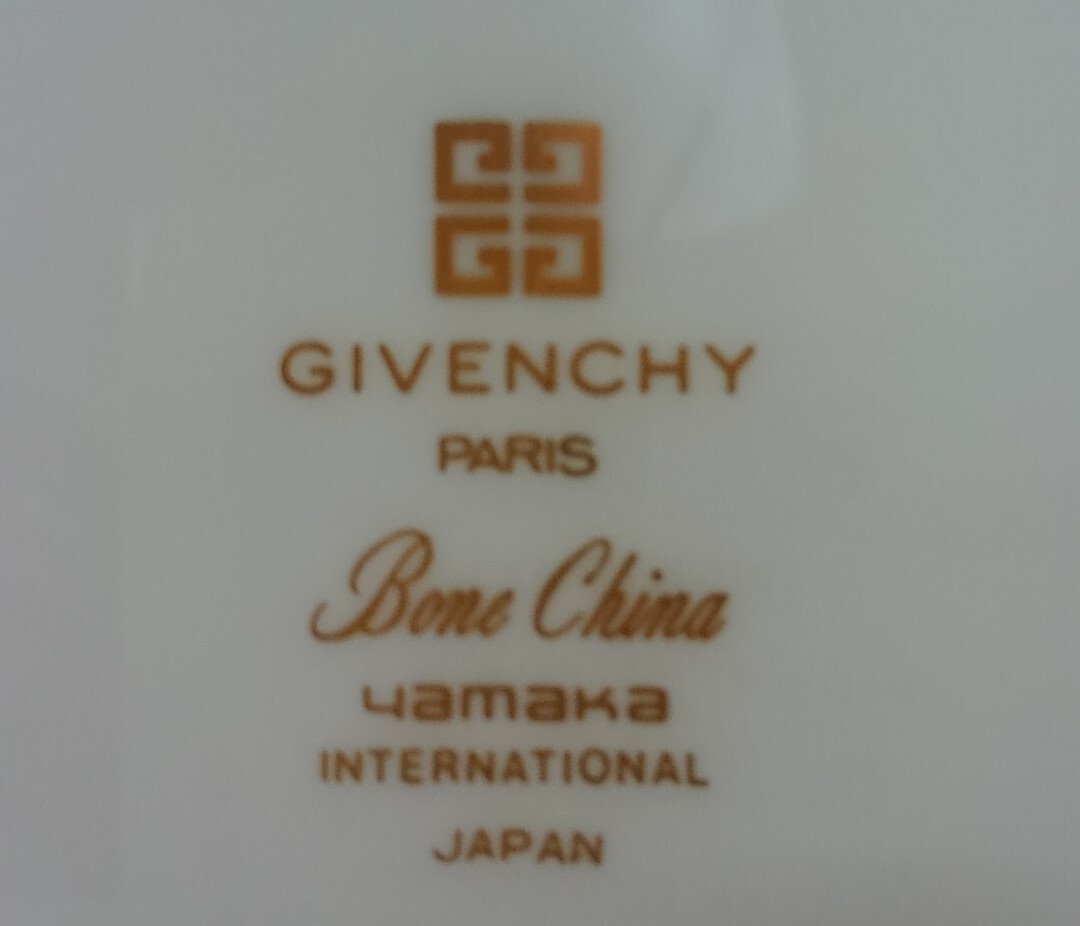 GIVENCHY
PARIS
Bone China
yamaka
INTERNATIONAL
JAPAN